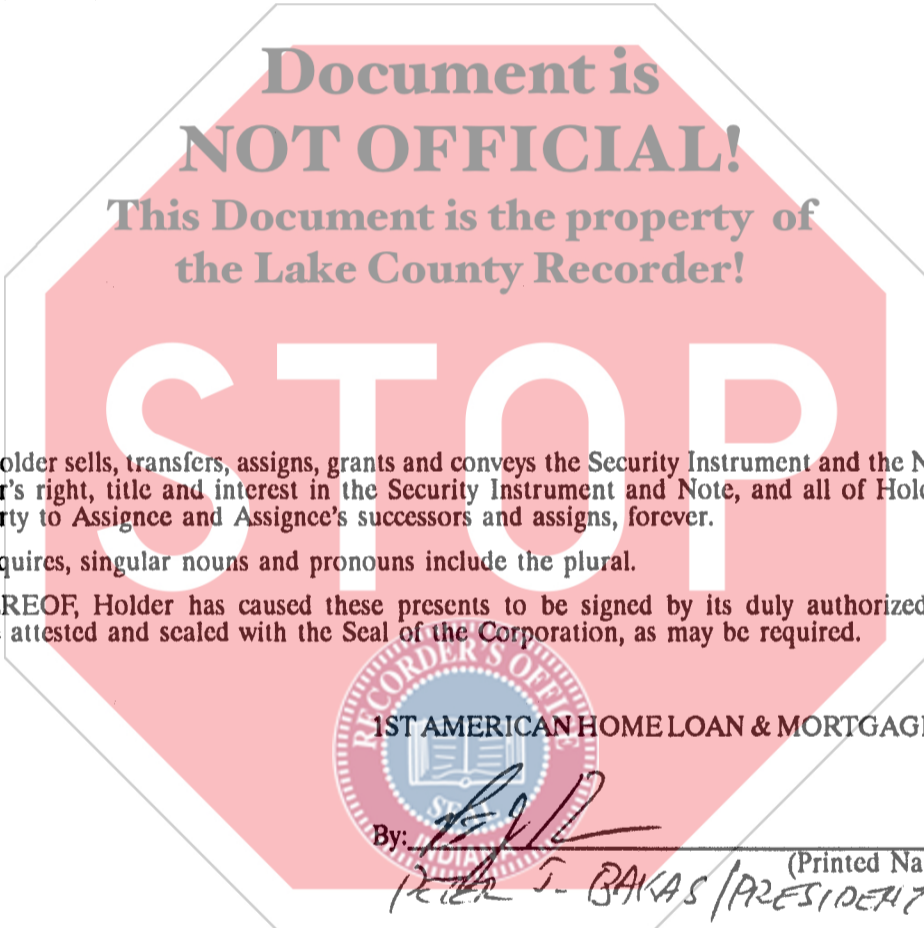 Document is
NOT OFFICIAL!
This Document is the property of
the Lake County Recorder!
STOP
older sells, transfers, assigns, grants and conveys the Security Instrument and the N
r's right, title and interest in the Security Instrument and Note, and all of Hold
rty to Assignee and Assignee's successors and assigns, forever.
quires, singular nouns and pronouns include the plural.
REOF, Holder has caused these presents to be signed by its duly authorized
attested and sealed with the Seal of the Corporation, as may be required.
RECORDER'S OFFICE
1ST AMERICAN HOME LOAN & MORTGAGE
SEAL
By:
INDIANA
(Printed Na
PETER J. BAKAS / PRESIDENT